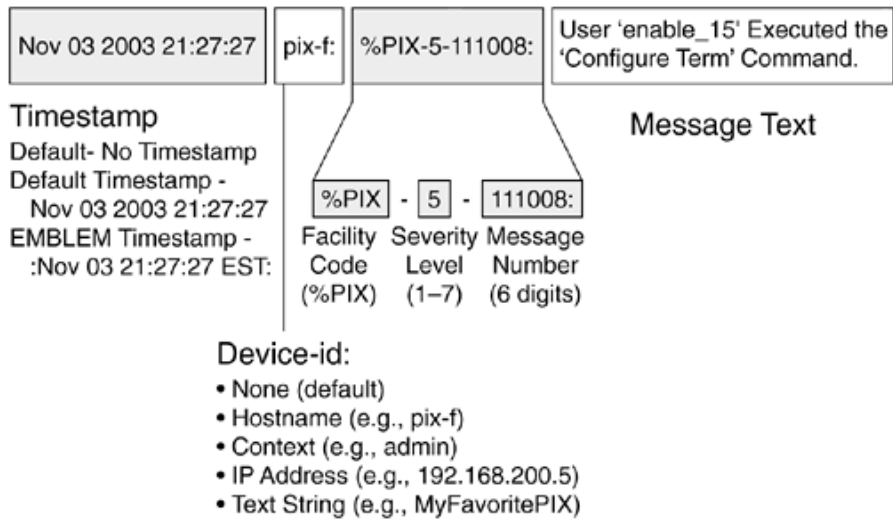 Nov 03 2003 21:27:27
pix-f:
%PIX-5-111008:
User 'enable_15' Executed the
'Configure Term' Command.
Timestamp
Default- No Timestamp
Default Timestamp -
Nov 03 2003 21:27:27
EMBLEM Timestamp -
:Nov 03 21:27:27 EST:
Message Text
%PIX - 5 - 111008:
Facility Severity Message
Code Level Number
(%PIX) (1–7) (6 digits)
Device-id:
• None (default)
• Hostname (e.g., pix-f)
• Context (e.g., admin)
• IP Address (e.g., 192.168.200.5)
• Text String (e.g., MyFavoritePIX)